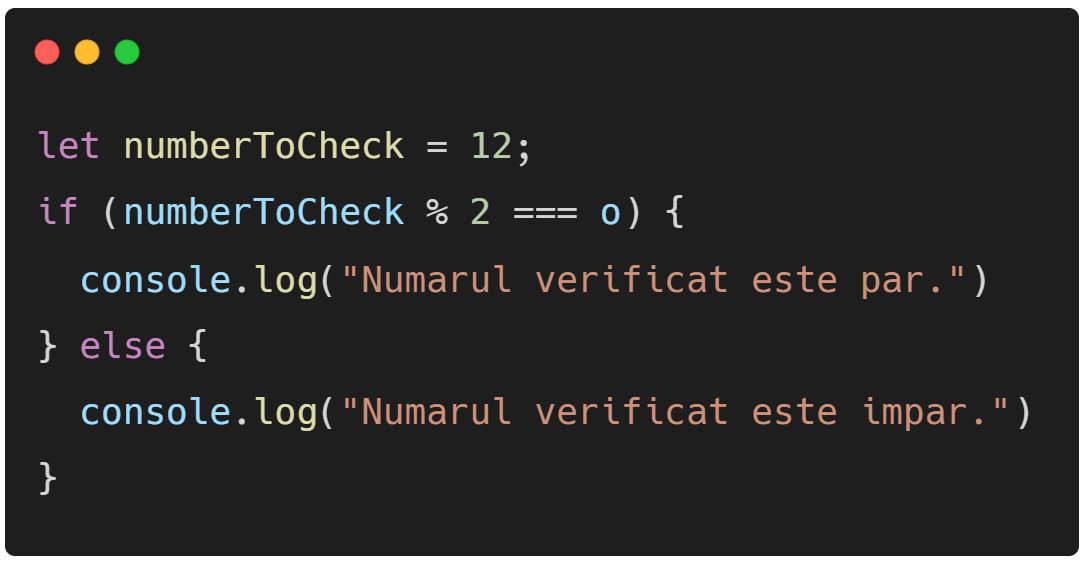 let numberToCheck = 12;
if (numberToCheck % 2 === o) {
  console.log("Numarul verificat este par.")
} else {
  console.log("Numarul verificat este impar.")
}